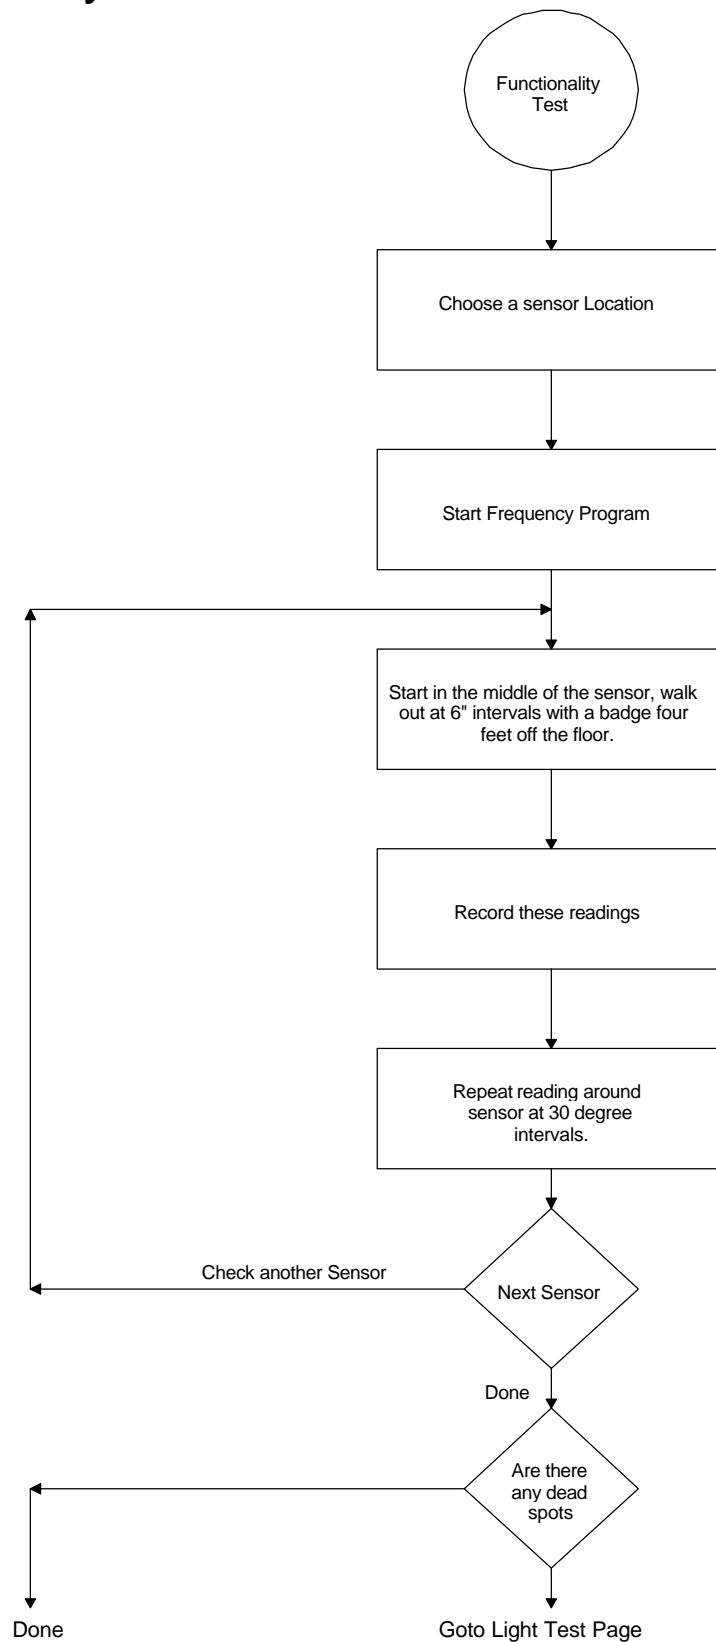 Functionality
Test
Choose a sensor Location
Start Frequency Program
Start in the middle of the sensor, walk
out at 6" intervals with a badge four
feet off the floor.
Record these readings
Repeat reading around
sensor at 30 degree
intervals.
Check another Sensor
Next Sensor
Done
Are there
any dead
spots
Done
Goto Light Test Page